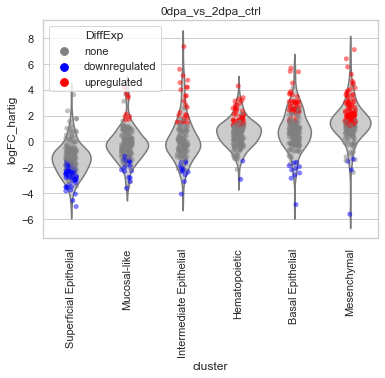 0dpa_vs_2dpa_ctrl
DiffExp
none
downregulated
upregulated
logFC_hartig
8
6
4
2
0
−2
−4
−6
Superficial Epithelial
Mucosal-like
Intermediate Epithelial
Hematopoietic
Basal Epithelial
Mesenchymal
cluster